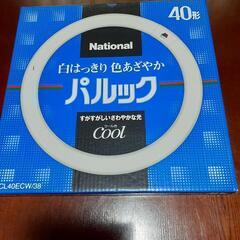 40形
National
白はっきり 色あざやか
パルック
すがすがしいさわやかな光
Cool
CL40ECW/38